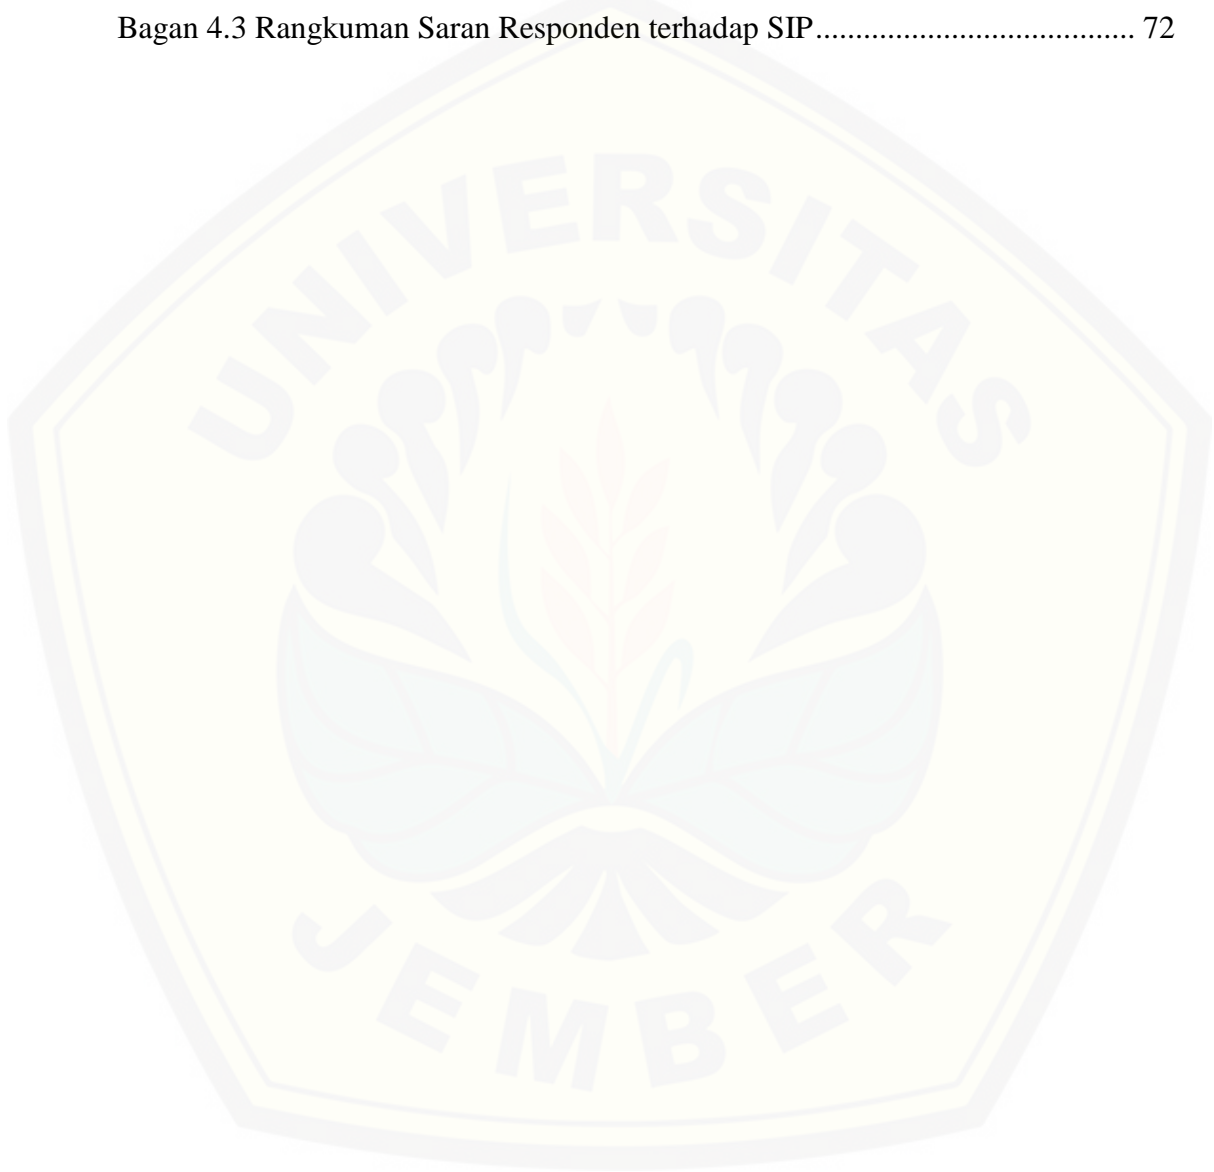 Bagan 4.3 Rangkuman Saran Responden terhadap SIP........................................ 72
UNIVERSITAS
JEMBER